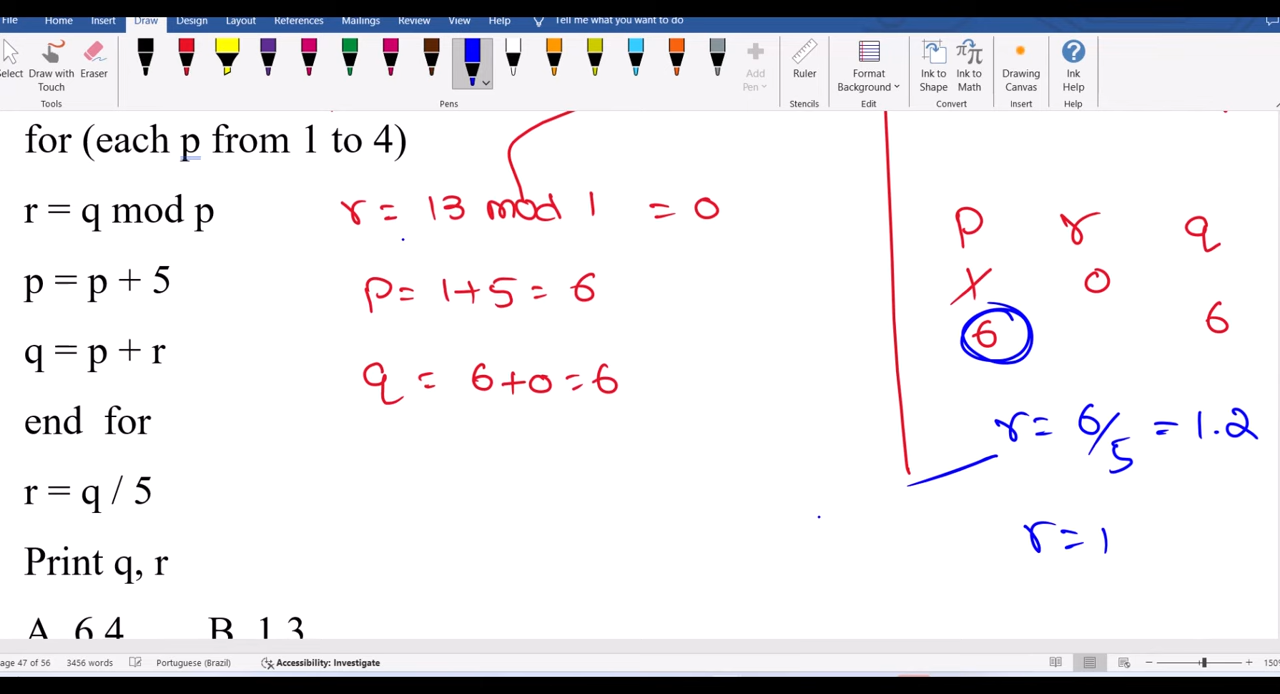 File Home Insert Draw Design Layout References Mailings Review View Help Tell me what you want to do
Select Draw with Touch Eraser Add Pen Ruler Format Background Ink to Shape Ink to Math Drawing Canvas Ink Help
Tools Pens Stencils Edit Convert Insert Help
for (each p from 1 to 4)
r = q mod p r = 13 mod 1 = 0
p r q
p = p + 5 p = 1+5 = 6 1 0
6 6
q = p + r q = 6+0 = 6
end for r = 6/5 = 1.2
r = q / 5
Print q, r r = 1
A. 6 4 B. 1 3
age 47 of 56 3456 words Portuguese (Brazil) Accessibility: Investigate 150%